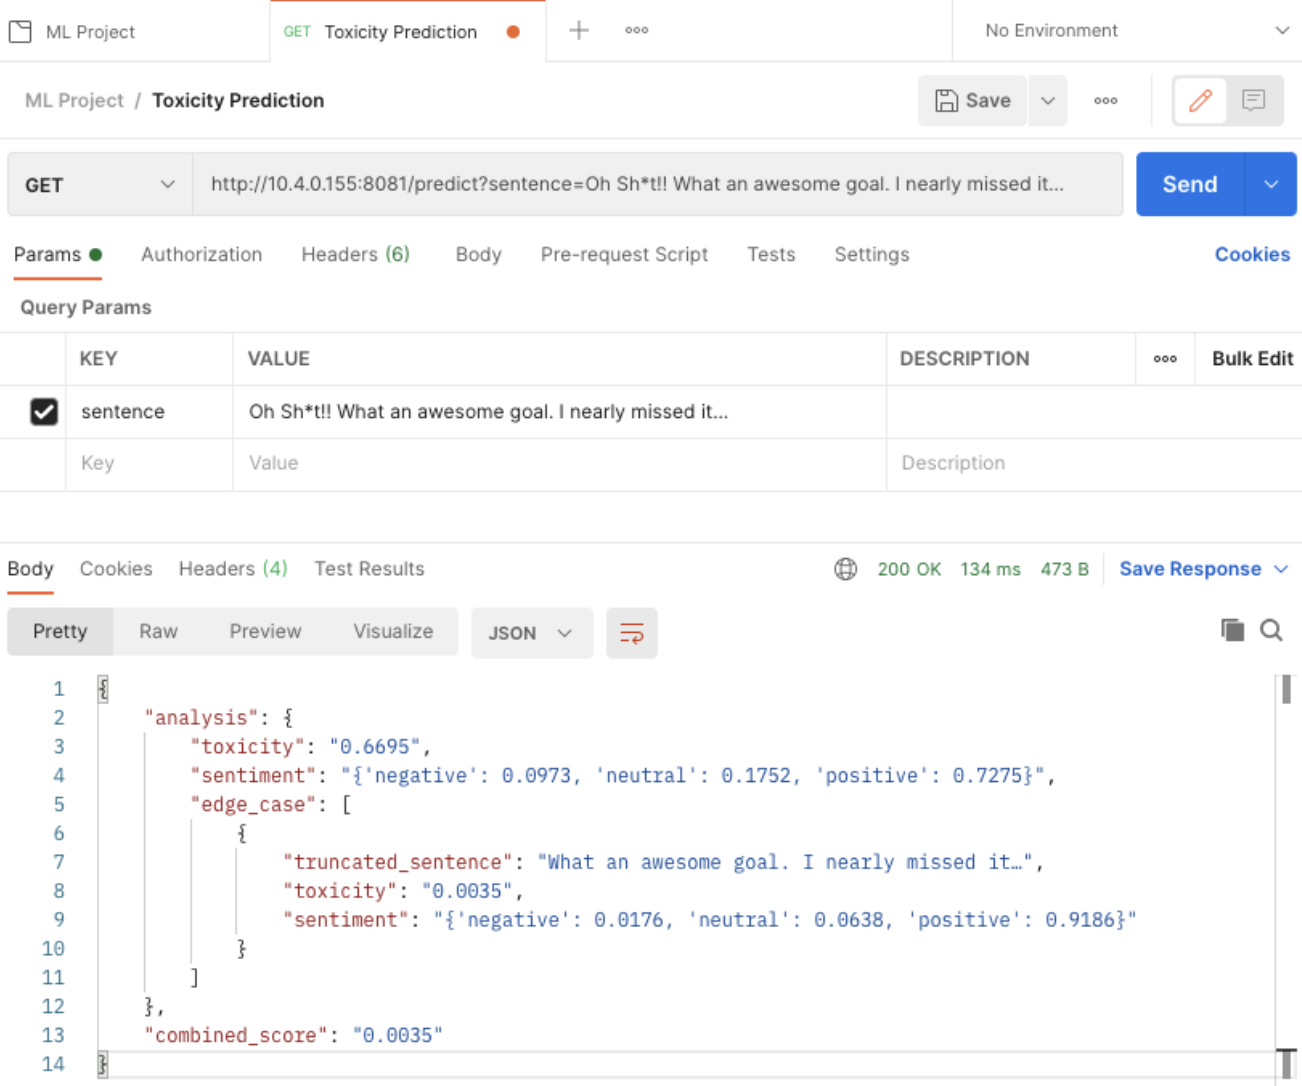 ML Project
GET Toxicity Prediction
No Environment
ML Project / Toxicity Prediction
Save
GET
http://10.4.0.155:8081/predict?sentence=Oh Sh*t!! What an awesome goal. I nearly missed it...
Send
Params Authorization Headers (6) Body Pre-request Script Tests Settings Cookies
Query Params
KEY VALUE DESCRIPTION Bulk Edit
sentence Oh Sh*t!! What an awesome goal. I nearly missed it...
Key Value Description
Body Cookies Headers (4) Test Results 200 OK 134 ms 473 B Save Response
Pretty Raw Preview Visualize JSON
1 {
2 "analysis": {
3 "toxicity": "0.6695",
4 "sentiment": "{'negative': 0.0973, 'neutral': 0.1752, 'positive': 0.7275}",
5 "edge_case": [
6 {
7 "truncated_sentence": "What an awesome goal. I nearly missed it…",
8 "toxicity": "0.0035",
9 "sentiment": "{'negative': 0.0176, 'neutral': 0.0638, 'positive': 0.9186}"
10 }
11 ]
12 },
13 "combined_score": "0.0035"
14 }